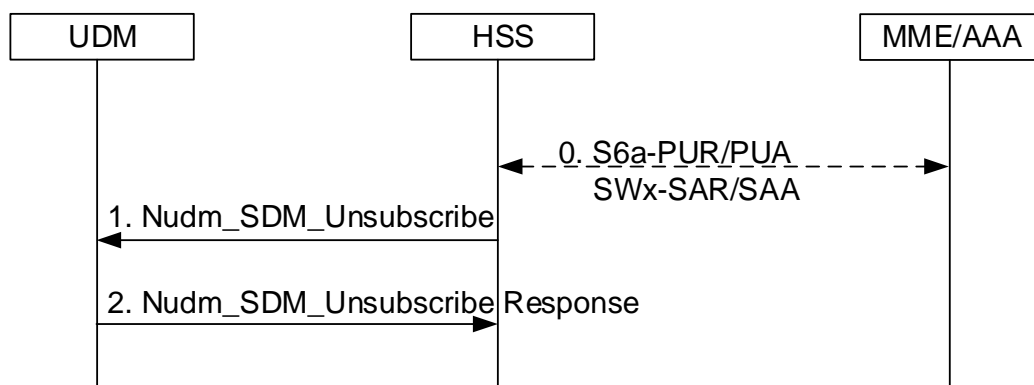 UDM
HSS
MME/AAA
0. S6a-PUR/PUA
SWx-SAR/SAA
1. Nudm_SDM_Unsubscribe
2. Nudm_SDM_Unsubscribe Response